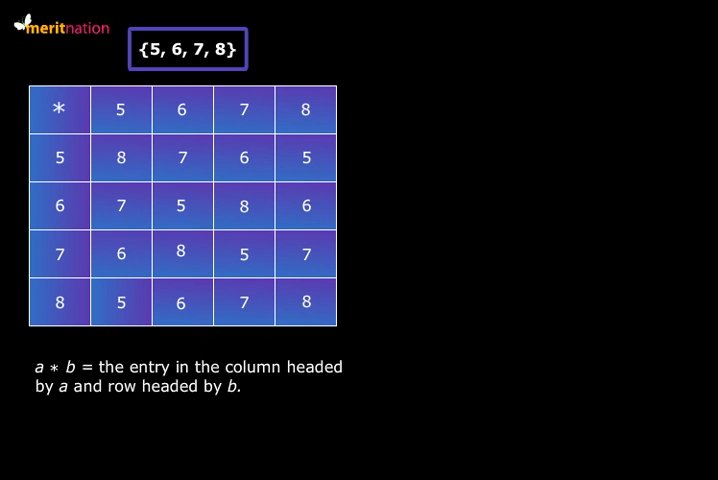 meritnation
{5, 6, 7, 8}
* 5 6 7 8
5 8 7 6 5
6 7 5 8 6
7 6 8 5 7
8 5 6 7 8
a * b = the entry in the column headed
by a and row headed by b.